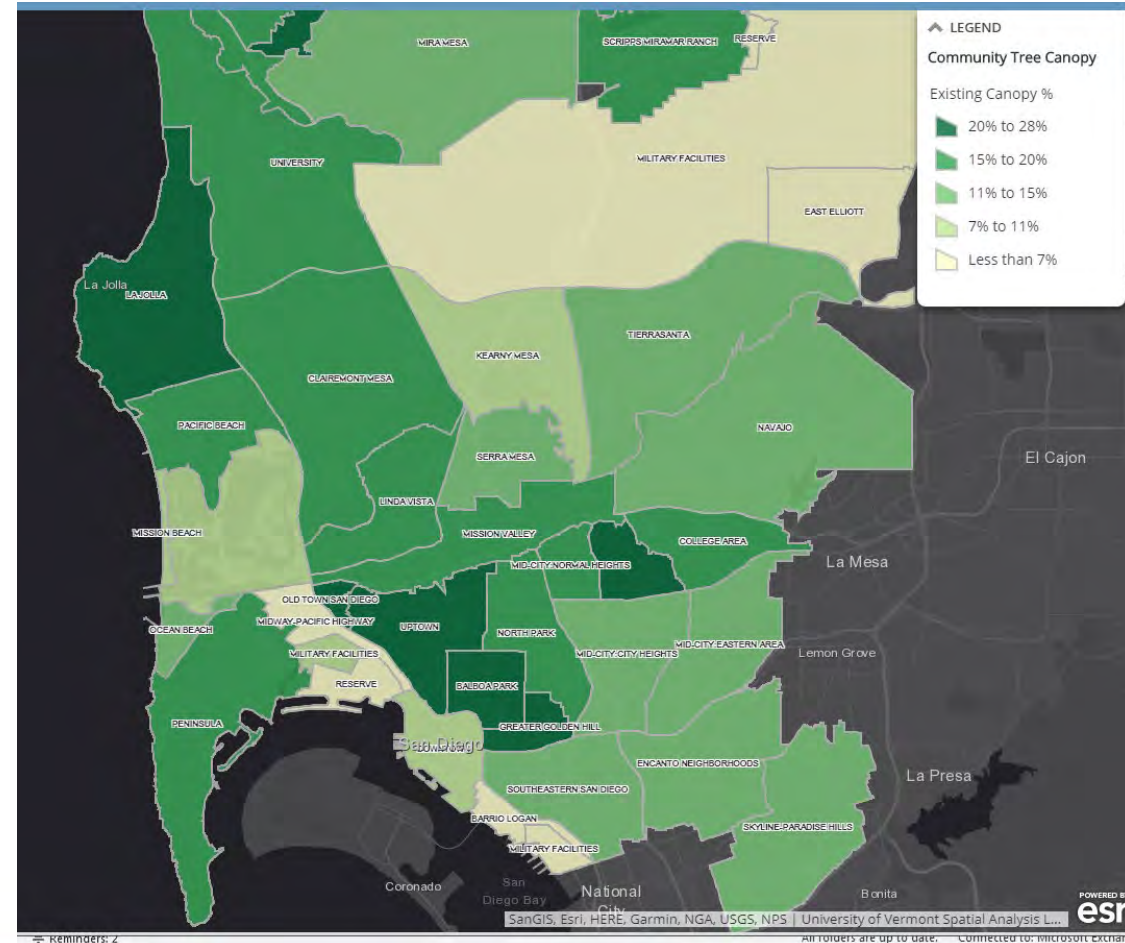 MIRA MESA
SCRIPPS MIRAMAR RANCH
RESERVE
LEGEND
Community Tree Canopy
Existing Canopy %
20% to 28%
15% to 20%
11% to 15%
7% to 11%
Less than 7%
UNIVERSITY
MILITARY FACILITIES
EAST ELLIOTT
La Jolla
LA JOLLA
TIERRASANTA
KEARNY MESA
CLAIREMONT MESA
PACIFIC BEACH
NAVAJO
SERRA MESA
El Cajon
LINDA VISTA
MISSION BEACH
MISSION VALLEY
COLLEGE AREA
MID-CITY:NORMAL HEIGHTS
La Mesa
OLD TOWN SAN DIEGO
MIDWAY-PACIFIC HIGHWAY
UPTOWN
OCEAN BEACH
NORTH PARK
MID-CITY:EASTERN AREA
MID-CITY:CITY HEIGHTS
Lemon Grove
MILITARY FACILITIES
RESERVE
BALBOA PARK
PENINSULA
GREATER GOLDEN HILL
San Diego
DOWNTOWN
ENCANTO NEIGHBORHOODS
La Presa
SOUTHEASTERN SAN DIEGO
BARRIO LOGAN
SKYLINE-PARADISE HILLS
MILITARY FACILITIES
Coronado
San
Diego Bay
National
City
Bonita
POWERED BY
esri
SanGIS, Esri, HERE, Garmin, NGA, USGS, NPS | University of Vermont Spatial Analysis L...
Reminders: 2
All folders are up to date.
Connected to: Microsoft Exchan